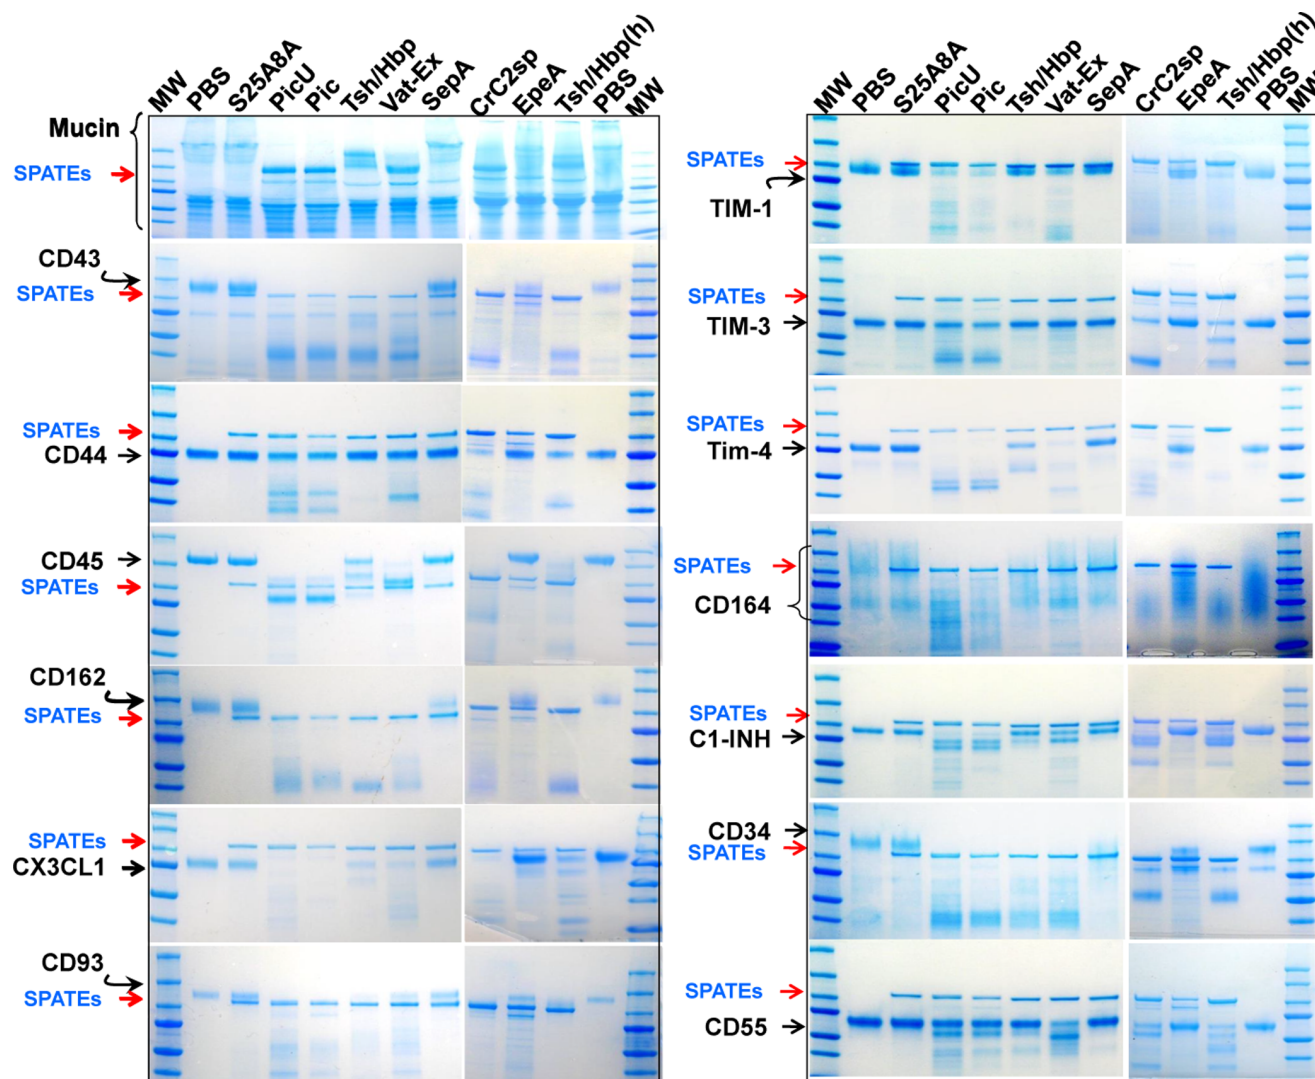 MW PBS S25A8A PicU Pic Tsh/Hbp Vat-Ex SepA CrC2sp EpeA Tsh/Hbp(h) PBS MW
Mucin
SPATEs
CD43
SPATEs
SPATEs
CD44
CD45
SPATEs
CD162
SPATEs
SPATEs
CX3CL1
CD93
SPATEs
MW PBS S25A8A PicU Pic Tsh/Hbp Vat-Ex SepA CrC2sp EpeA Tsh/Hbp(h) PBS MW
SPATEs
TIM-1
SPATEs
TIM-3
SPATEs
Tim-4
SPATEs
CD164
SPATEs
C1-INH
CD34
SPATEs
SPATEs
CD55